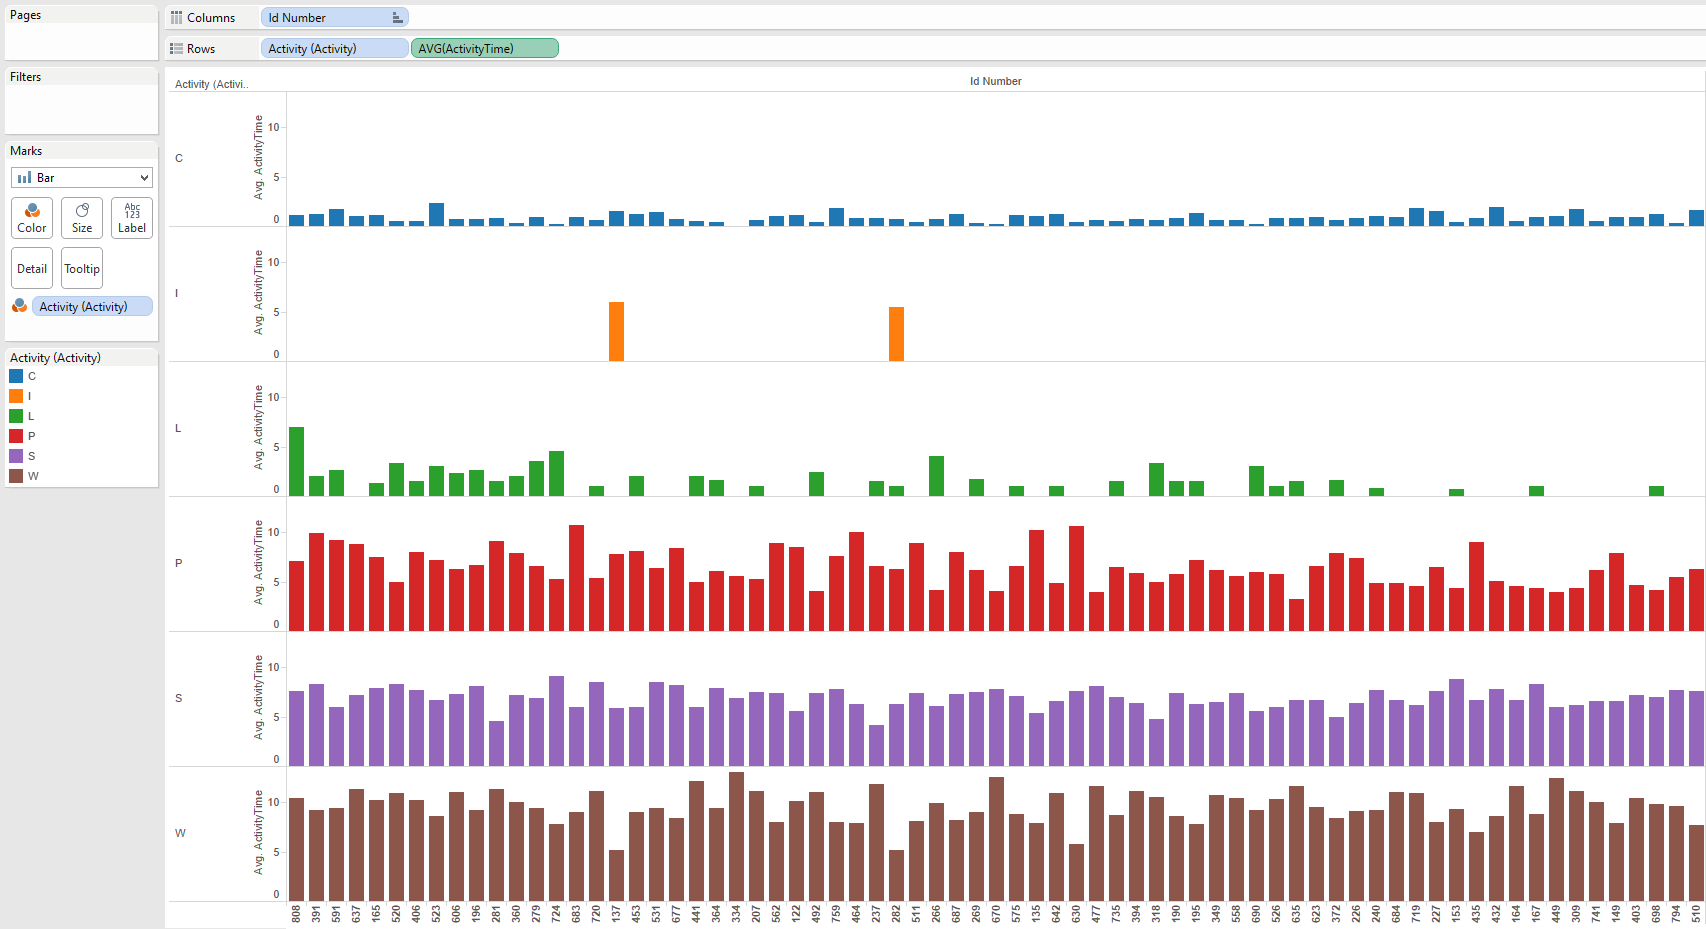 Pages
Columns
Id Number
Rows
Activity (Activity)
AVG(ActivityTime)
Filters
Marks
Bar
Color
Size
Abc
123
Label
Detail
Tooltip
Activity (Activity)
Activity (Activity)
C
I
L
P
S
W
Activity (Activi..
Id Number
C
Avg. ActivityTime
10
5
0
I
Avg. ActivityTime
10
5
0
L
Avg. ActivityTime
10
5
0
P
Avg. ActivityTime
10
5
0
S
Avg. ActivityTime
10
5
0
W
Avg. ActivityTime
10
5
0
808 391 591 637 165 520 406 523 606 196 281 360 279 724 683 720 137 453 531 677 441 364 334 207 562 122 492 759 464 237 282 511 266 687 269 670 575 135 642 630 477 735 394 318 190 195 349 558 690 526 635 623 372 226 240 684 719 227 153 435 432 164 167 449 309 741 149 403 698 794 510